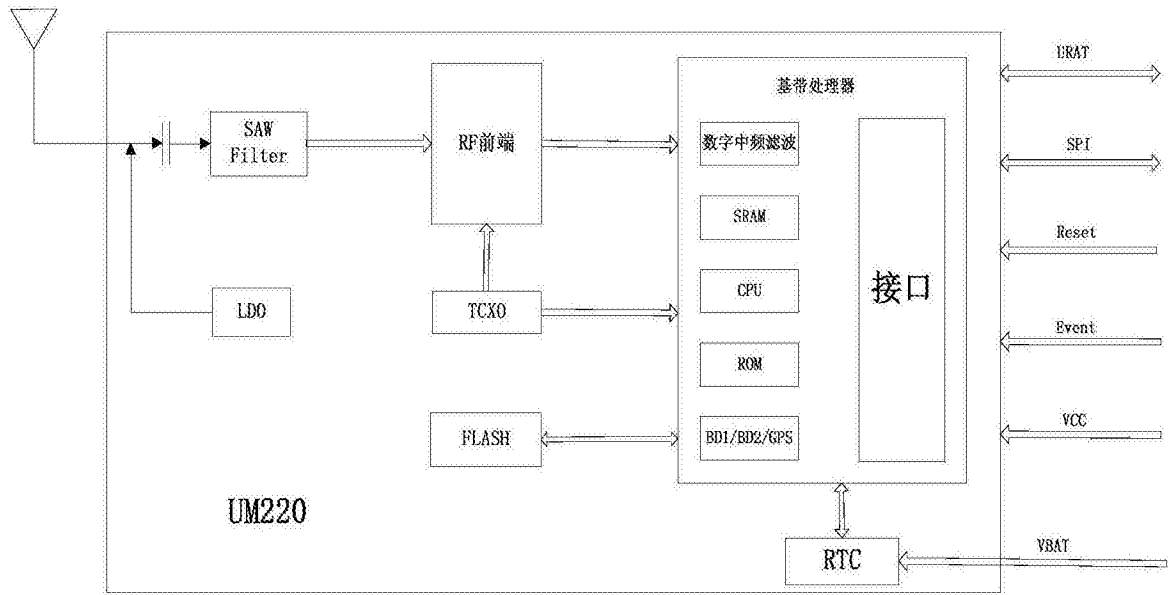 URAT
基带处理器
SAW
Filter
RF前端
数字中频滤波
SPI
SRAM
Reset
接口
CPU
LDO
TCXO
Event
ROM
VCC
FLASH
BD1/BD2/GPS
UM220
RTC
VBAT